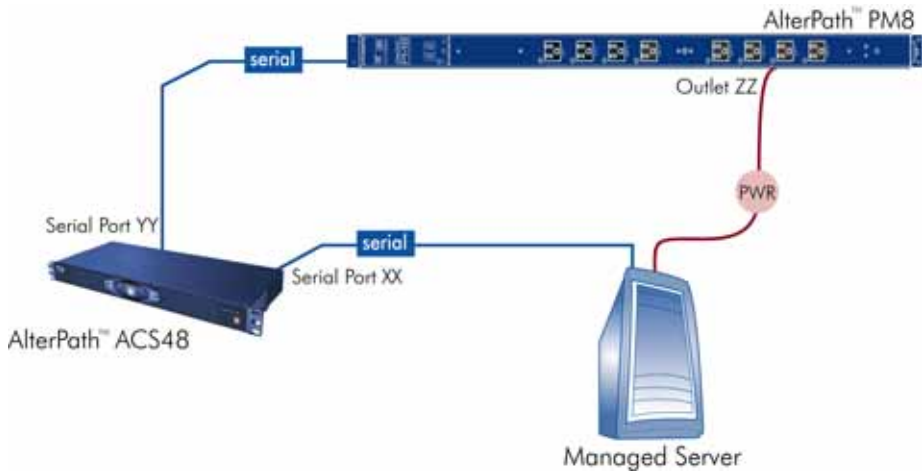 AlterPath™ PM8
serial
Outlet ZZ
PWR
Serial Port YY
serial
Serial Port XX
AlterPath™ ACS48
Managed Server